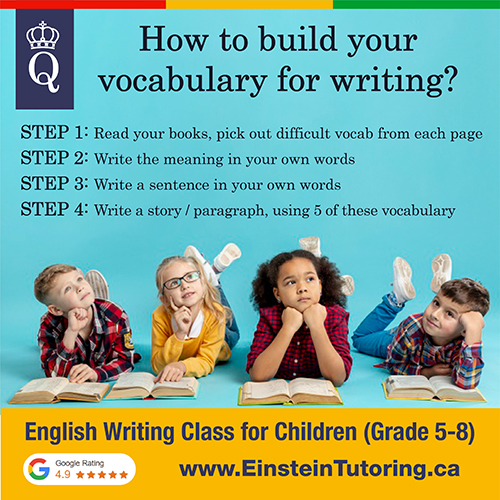 Q
How to build your
vocabulary for writing?
STEP 1: Read your books, pick out difficult vocab from each page
STEP 2: Write the meaning in your own words
STEP 3: Write a sentence in your own words
STEP 4: Write a story / paragraph, using 5 of these vocabulary
English Writing Class for Children (Grade 5-8)
Google Rating
4.9 ★★★★★
www.EinsteinTutoring.ca